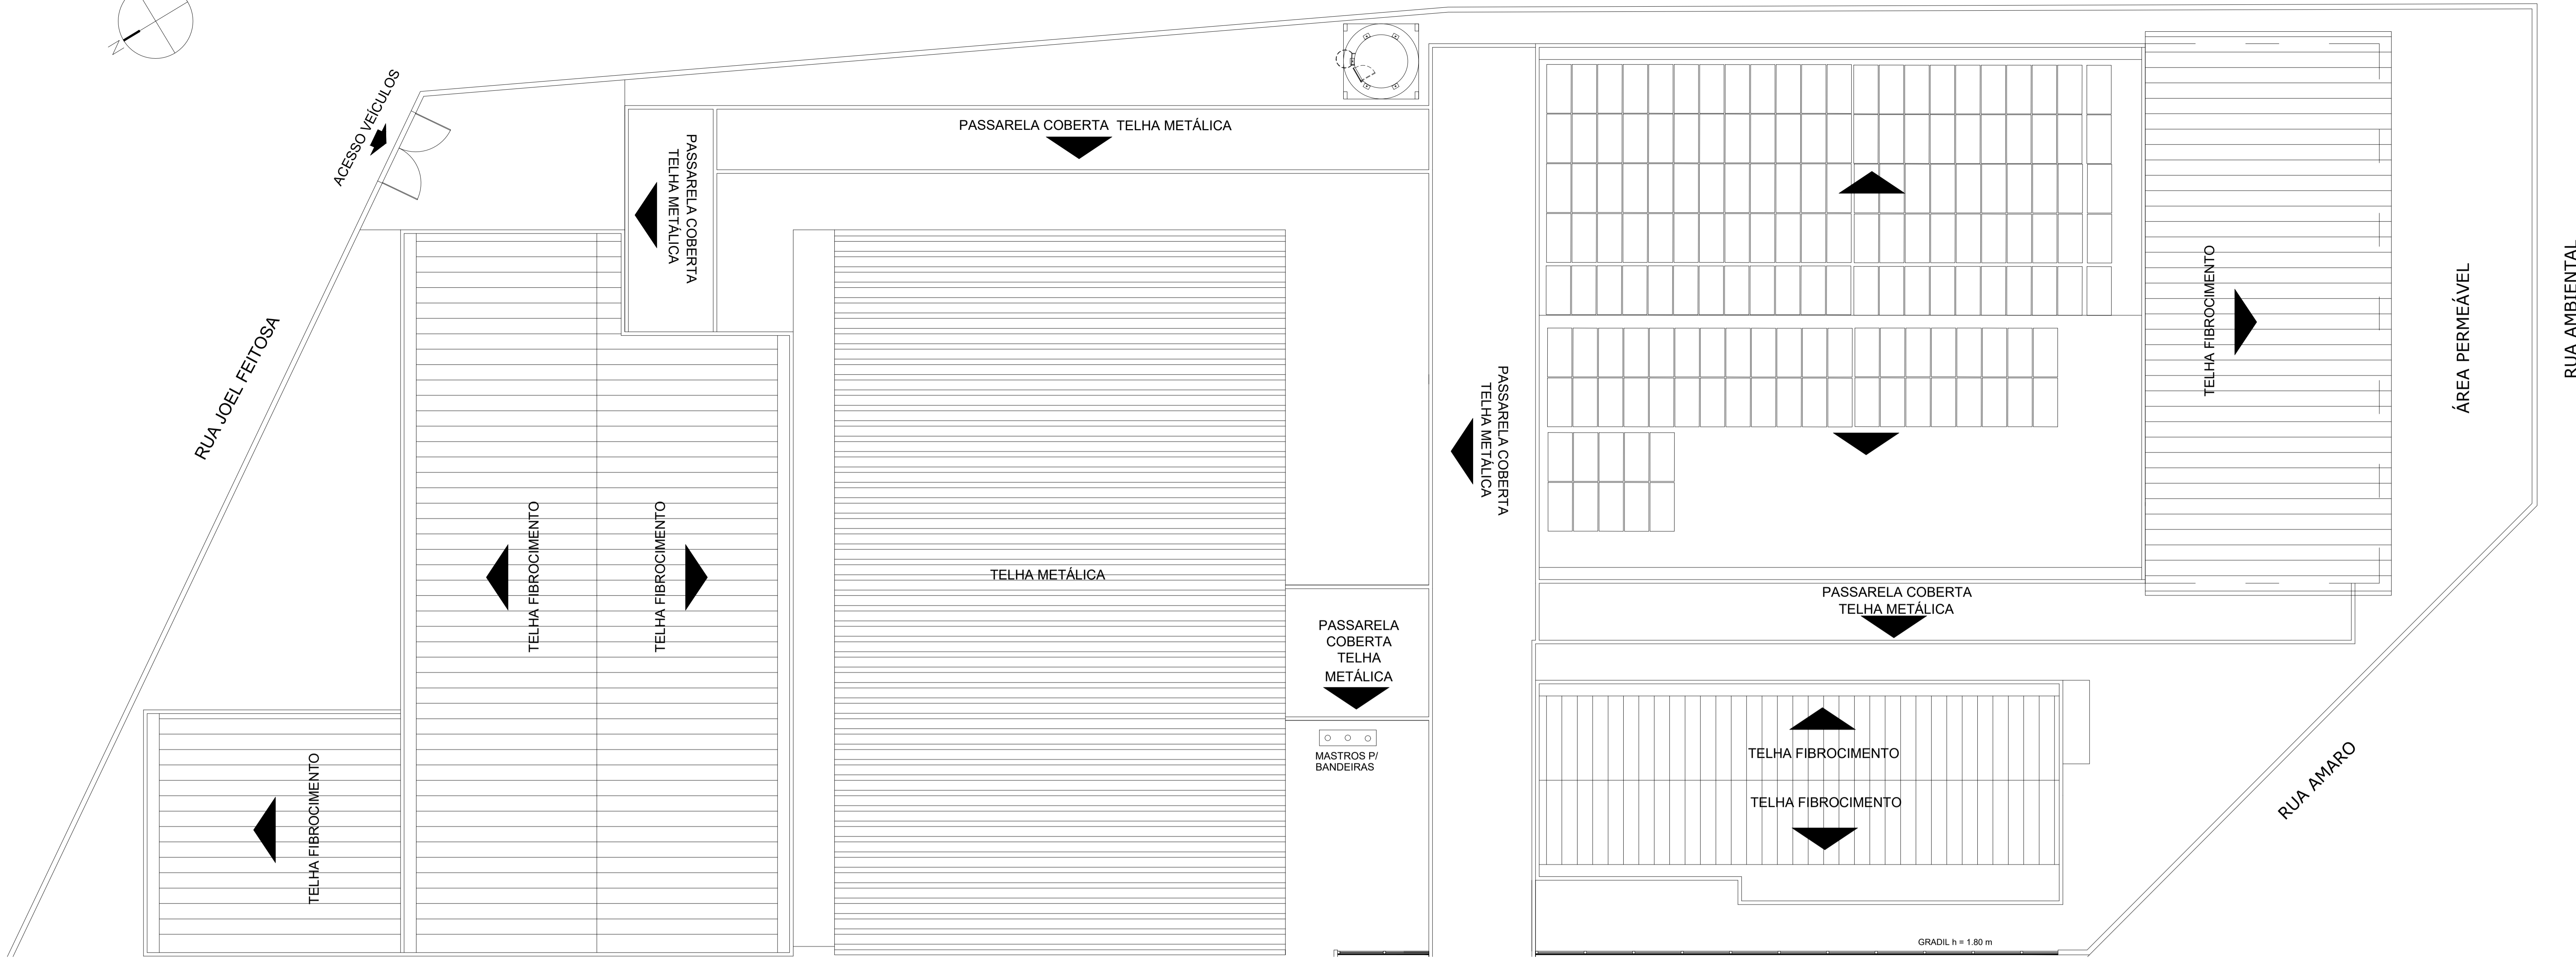 N
ACESSO VEÍCULOS
RUA JOEL FEITOSA
PASSARELA COBERTA
TELHA METÁLICA
PASSARELA COBERTA TELHA METÁLICA
TELHA FIBROCIMENTO
TELHA FIBROCIMENTO
TELHA FIBROCIMENTO
TELHA METÁLICA
PASSARELA
COBERTA
TELHA
METÁLICA
MASTROS P/
BANDEIRAS
PASSARELA COBERTA
TELHA METÁLICA
TELHA FIBROCIMENTO
ÁREA PERMEÁVEL
RUA AMBIENTAL
PASSARELA COBERTA
TELHA METÁLICA
TELHA FIBROCIMENTO
TELHA FIBROCIMENTO
RUA AMARO
GRADIL h = 1.80 m